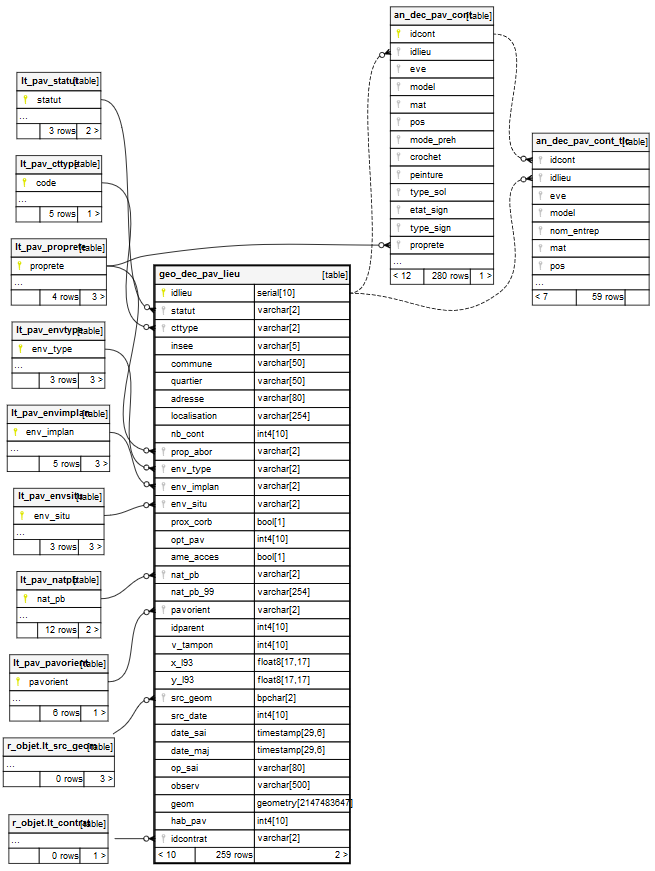 an_dec_pav_cont [table]
idcont
idlieu
eve
model
mat
pos
mode_preh
crochet
peinture
type_sol
etat_sign
type_sign
proprete
...
< 12 280 rows 1 >
an_dec_pav_cont_tlc [table]
idcont
idlieu
eve
model
nom_entrep
mat
pos
...
< 7 59 rows
lt_pav_statut [table]
statut
...
3 rows 2 >
lt_pav_cttype [table]
code
...
5 rows 1 >
lt_pav_proprete [table]
proprete
...
4 rows 3 >
lt_pav_envtype [table]
env_type
...
3 rows 3 >
lt_pav_envimplan [table]
env_implan
...
5 rows 3 >
lt_pav_envsitu [table]
env_situ
...
3 rows 3 >
lt_pav_natpb [table]
nat_pb
...
12 rows 2 >
lt_pav_pavorient [table]
pavorient
...
6 rows 1 >
r_objet.lt_src_geom [table]
...
0 rows 3 >
r_objet.lt_contrat [table]
...
0 rows 1 >
geo_dec_pav_lieu [table]
idlieu serial[10]
statut varchar[2]
cttype varchar[2]
insee varchar[5]
commune varchar[50]
quartier varchar[50]
adresse varchar[80]
localisation varchar[254]
nb_cont int4[10]
prop_abor varchar[2]
env_type varchar[2]
env_implan varchar[2]
env_situ varchar[2]
prox_corb bool[1]
opt_pav int4[10]
ame_acces bool[1]
nat_pb varchar[2]
nat_pb_99 varchar[254]
pavorient varchar[2]
idparent int4[10]
v_tampon int4[10]
x_l93 float8[17,17]
y_l93 float8[17,17]
src_geom bpchar[2]
src_date int4[10]
date_sai timestamp[29,6]
date_maj timestamp[29,6]
op_sai varchar[80]
observ varchar[500]
geom geometry[2147483647]
hab_pav int4[10]
idcontrat varchar[2]
< 10 259 rows 2 >